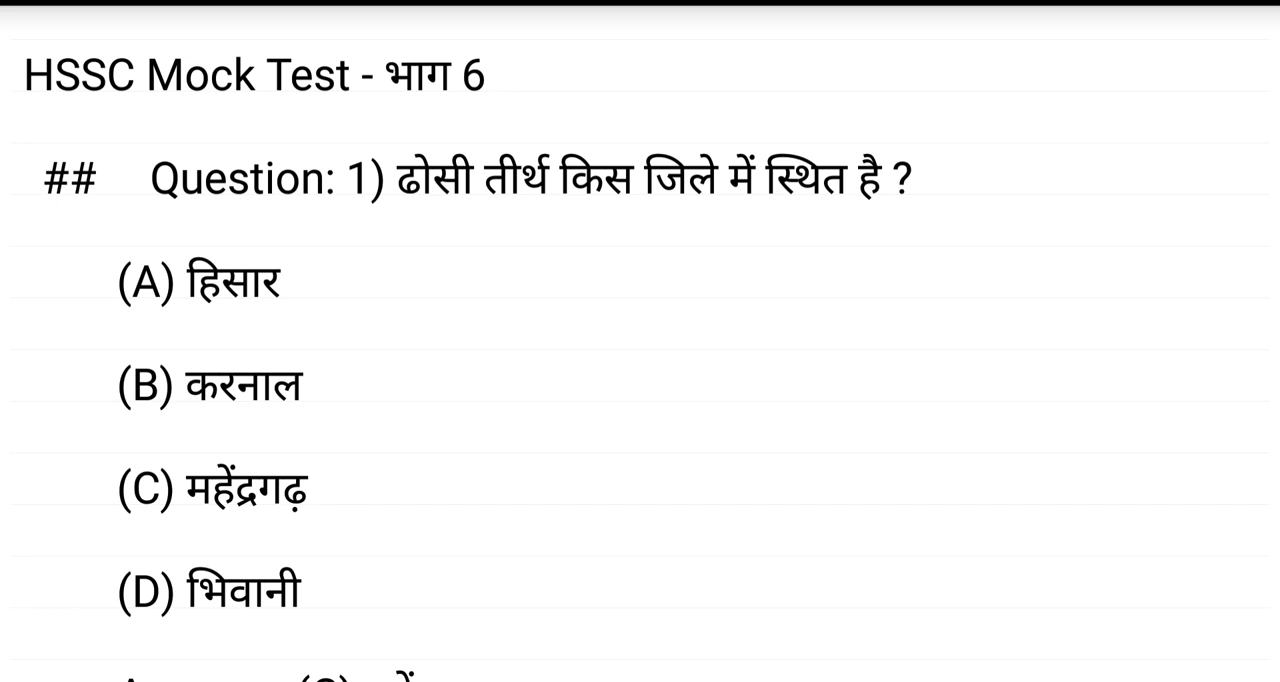 HSSC Mock Test - भाग 6
## Question: 1) ढोसी तीर्थ किस जिले में स्थित है ?
(A) हिसार
(B) करनाल
(C) महेंद्रगढ़
(D) भिवानी